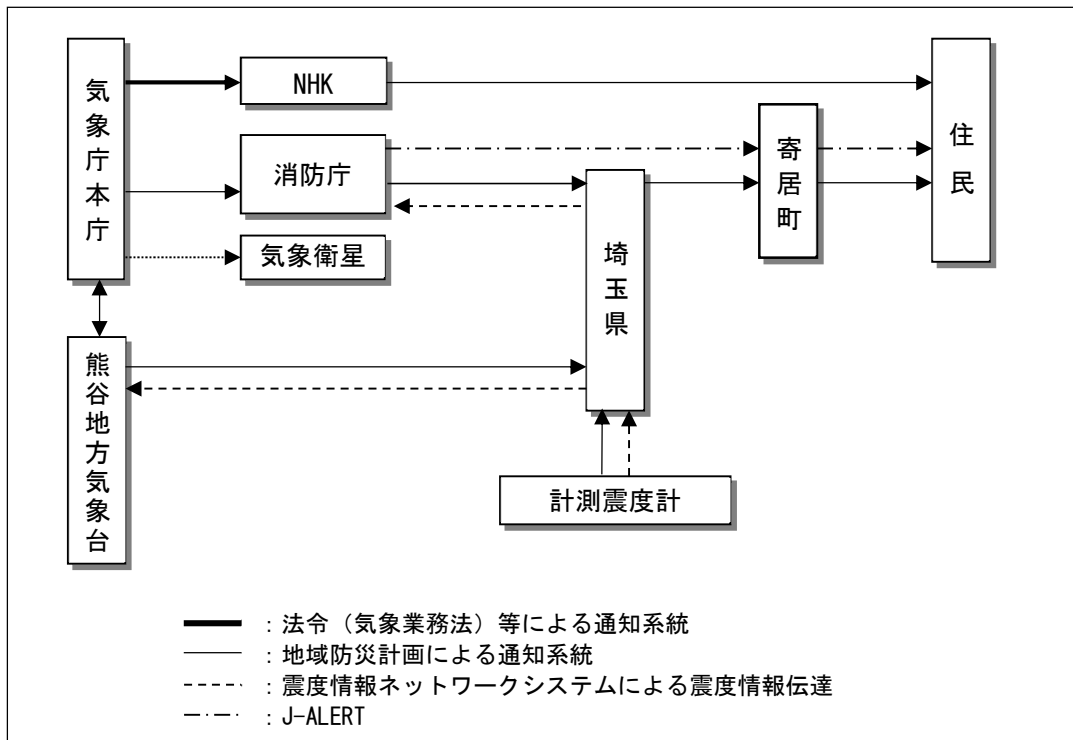 気象庁本庁
NHK
消防庁
気象衛星
寄居町
住民
埼玉県
熊谷地方気象台
計測震度計
：法令（気象業務法）等による通知系統
：地域防災計画による通知系統
：震度情報ネットワークシステムによる震度情報伝達
：J-ALERT